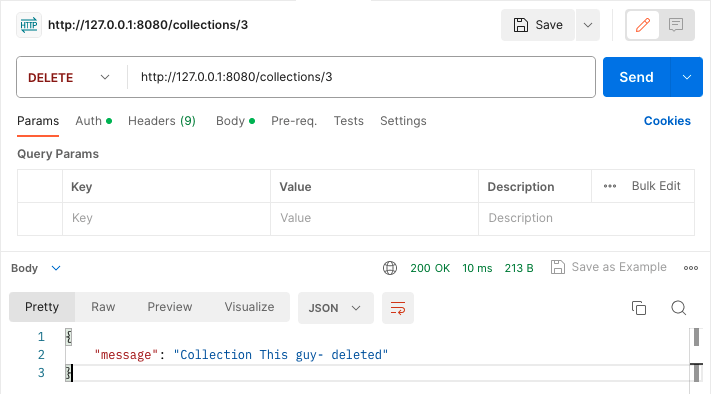 HTTP http://127.0.0.1:8080/collections/3 Save
DELETE http://127.0.0.1:8080/collections/3 Send
Params Auth Headers (9) Body Pre-req. Tests Settings Cookies
Query Params
Key Value Description Bulk Edit
Key Value Description
Body 200 OK 10 ms 213 B Save as Example
Pretty Raw Preview Visualize JSON
1 {
2 "message": "Collection This guy- deleted"
3 }